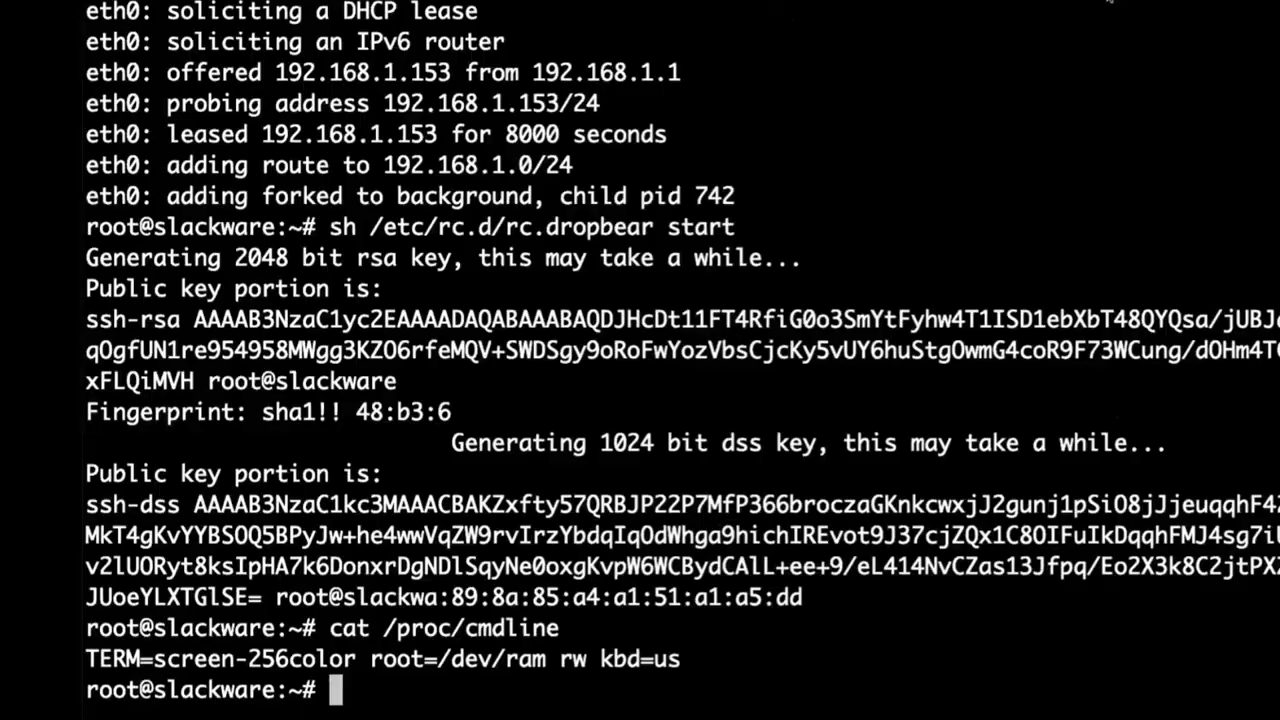 eth0: soliciting a DHCP lease
eth0: soliciting an IPv6 router
eth0: offered 192.168.1.153 from 192.168.1.1
eth0: probing address 192.168.1.153/24
eth0: leased 192.168.1.153 for 8000 seconds
eth0: adding route to 192.168.1.0/24
eth0: adding forked to background, child pid 742
root@slackware:~# sh /etc/rc.d/rc.dropbear start
Generating 2048 bit rsa key, this may take a while...
Public key portion is:
ssh-rsa AAAAB3NzaC1yc2EAAAADAQABAAABAQDJHcDt11FT4RfiG0o3SmYtFyhw4T1ISD1ebXbT48QYQsa/jUBJ
qOgfUN1re954958MWgg3KZO6rfeMQV+SWDSgy9oRoFwYozVbsCjcKy5vUY6huStgOwmG4coR9F73WCung/dOHm4T
xFLQiMVH root@slackware
Fingerprint: sha1!! 48:b3:6
Generating 1024 bit dss key, this may take a while...
Public key portion is:
ssh-dss AAAAB3NzaC1kc3MAAACBAKZxfty57QRBJP22P7MfP366broczaGKnkcwxjJ2gunj1pSiO8jJjeuqqhF4
MkT4gKvYYBSOQ5BPyJw+he4wwVqZW9rvIrzYbdqIqOdWhga9hichIREvot9J37cjZQx1C8OIFuIkDqqhFMJ4sg7i
v2lUORyt8ksIpHA7k6DonxrDgNDlSqyNe0oxgKvpW6WCBydCAlL+ee+9/eL414NvCZas13Jfpq/Eo2X3k8C2jtPX
JUoeYLXTGlSE= root@slackwa:89:8a:85:a4:a1:51:a1:a5:dd
root@slackware:~# cat /proc/cmdline
TERM=screen-256color root=/dev/ram rw kbd=us
root@slackware:~#